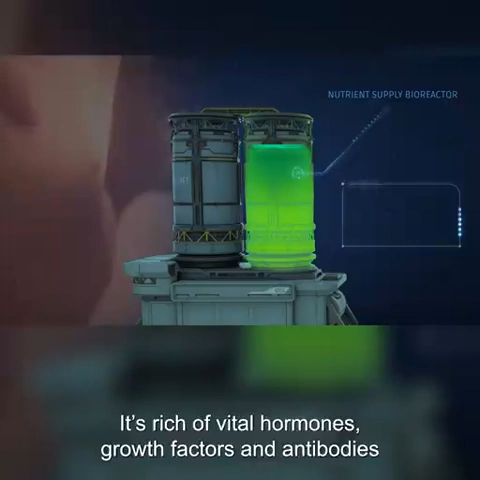 NUTRIENT SUPPLY BIOREACTOR
It's rich of vital hormones,
growth factors and antibodies